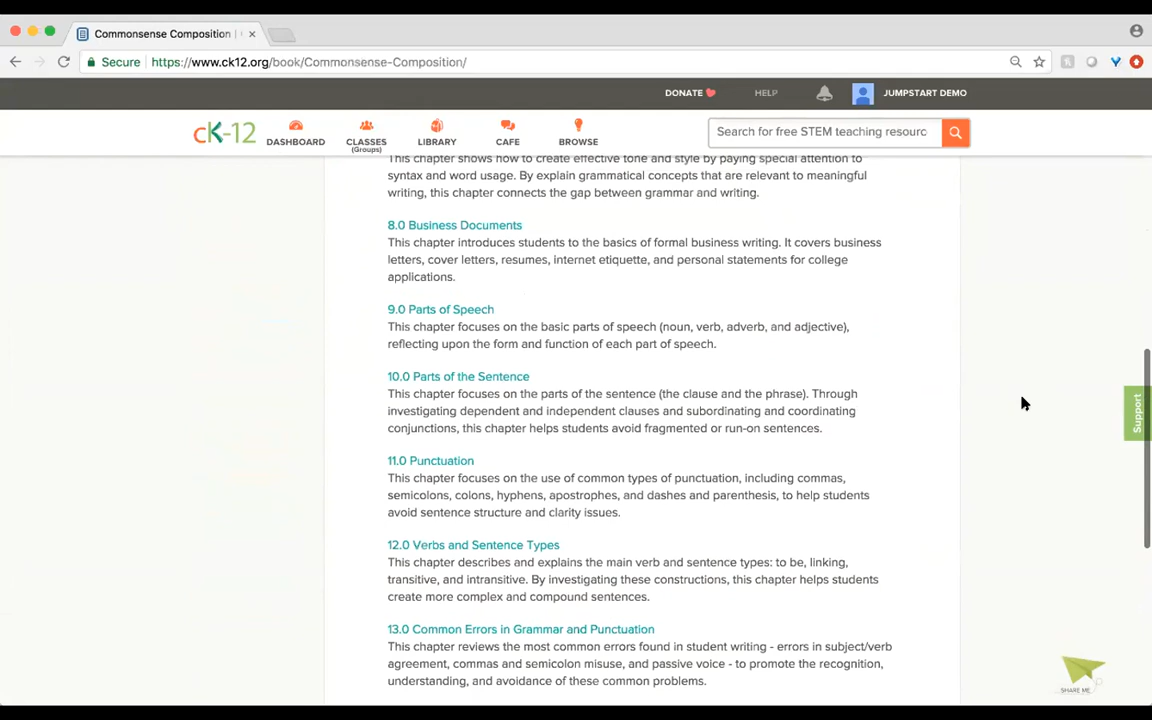 Commonsense Composition |
Secure https://www.ck12.org/book/Commonsense-Composition/
DONATE HELP JUMPSTART DEMO
cK-12 DASHBOARD CLASSES LIBRARY CAFE BROWSE Search for free STEM teaching resourc
(Groups)
This chapter shows how to create effective tone and style by paying special attention to
syntax and word usage. By explain grammatical concepts that are relevant to meaningful
writing, this chapter connects the gap between grammar and writing.
8.0 Business Documents
This chapter introduces students to the basics of formal business writing. It covers business
letters, cover letters, resumes, internet etiquette, and personal statements for college
applications.
9.0 Parts of Speech
This chapter focuses on the basic parts of speech (noun, verb, adverb, and adjective),
reflecting upon the form and function of each part of speech.
10.0 Parts of the Sentence
This chapter focuses on the parts of the sentence (the clause and the phrase). Through
investigating dependent and independent clauses and subordinating and coordinating
conjunctions, this chapter helps students avoid fragmented or run-on sentences.
Support
11.0 Punctuation
This chapter focuses on the use of common types of punctuation, including commas,
semicolons, colons, hyphens, apostrophes, and dashes and parenthesis, to help students
avoid sentence structure and clarity issues.
12.0 Verbs and Sentence Types
This chapter describes and explains the main verb and sentence types: to be, linking,
transitive, and intransitive. By investigating these constructions, this chapter helps students
create more complex and compound sentences.
13.0 Common Errors in Grammar and Punctuation
This chapter reviews the most common errors found in student writing - errors in subject/verb
agreement, commas and semicolon misuse, and passive voice - to promote the recognition,
understanding, and avoidance of these common problems.
SHARE ME